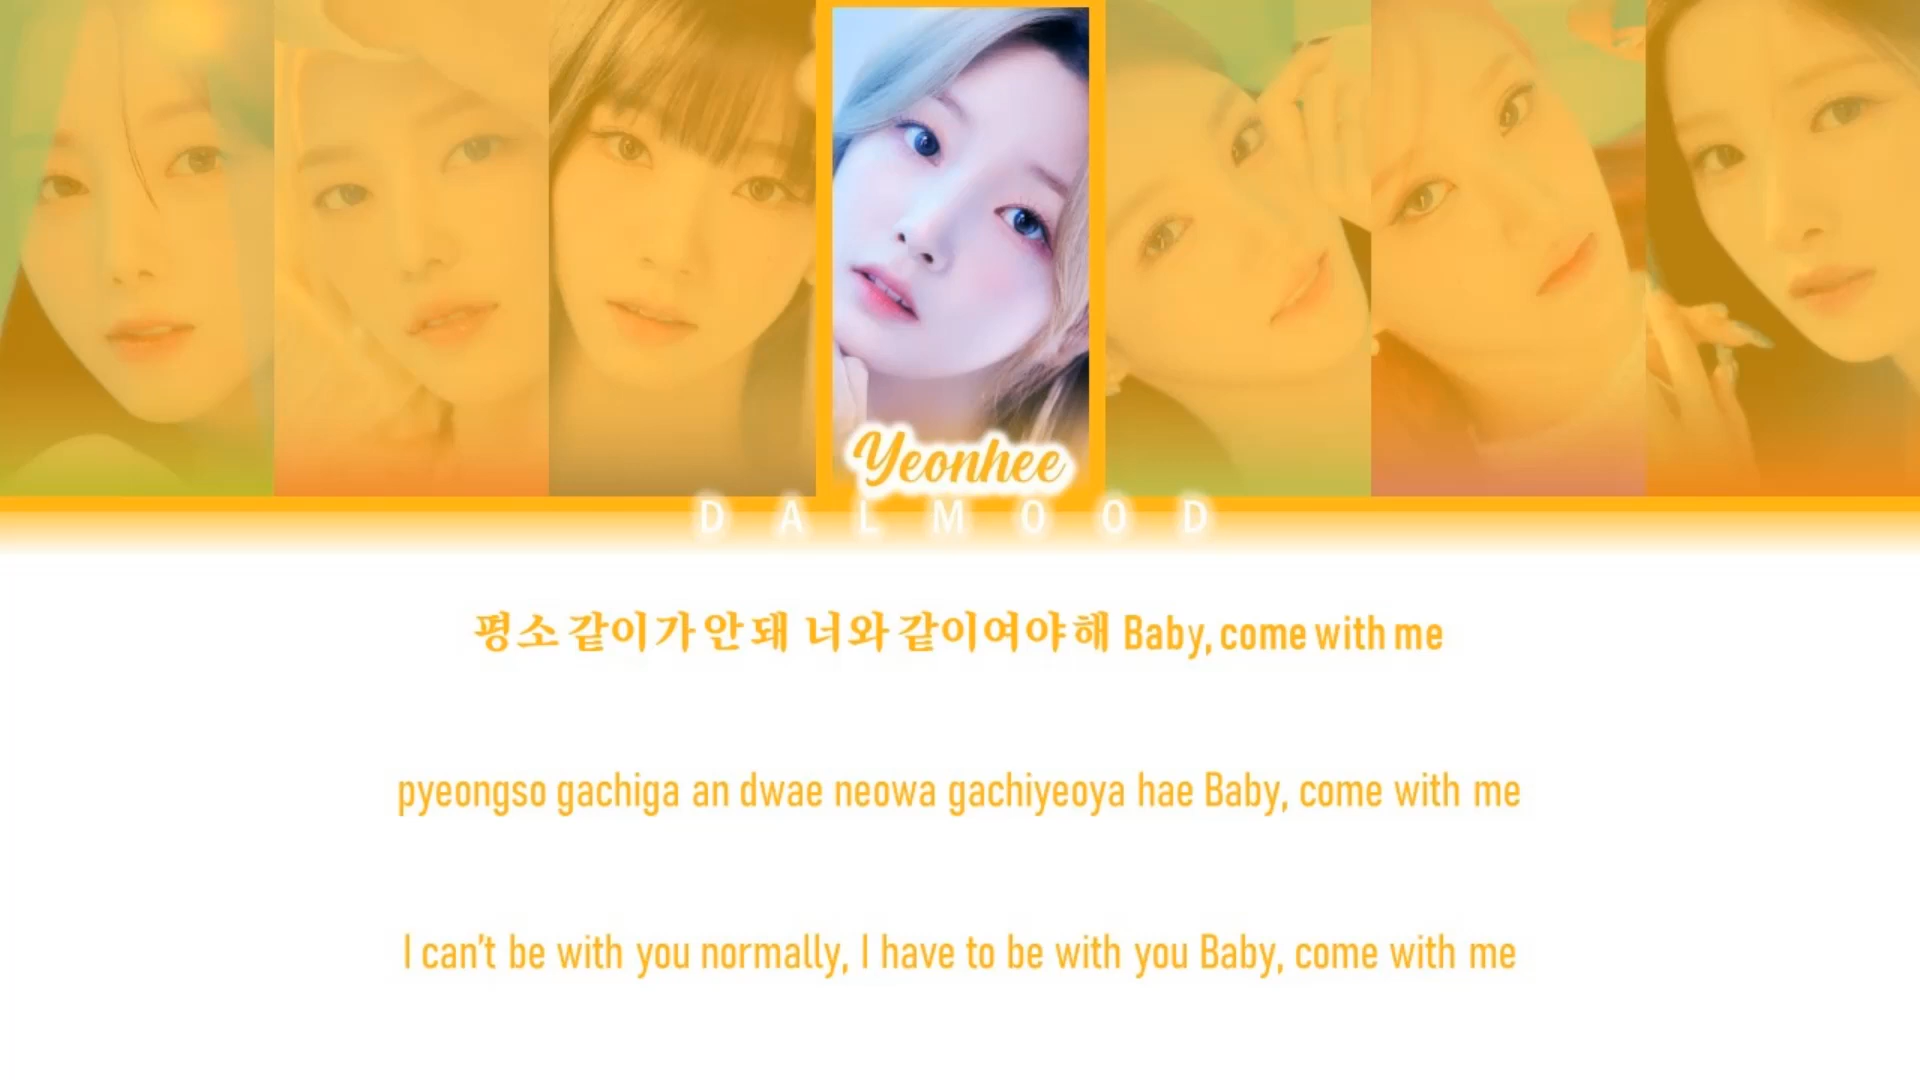 Yeonhee
DALMOOD
평소 같이가 안돼 너와 같이여야 해 Baby, come with me
pyeongso gachiga an dwae neowa gachiyeoya hae Baby, come with me
I can't be with you normally, I have to be with you Baby, come with me